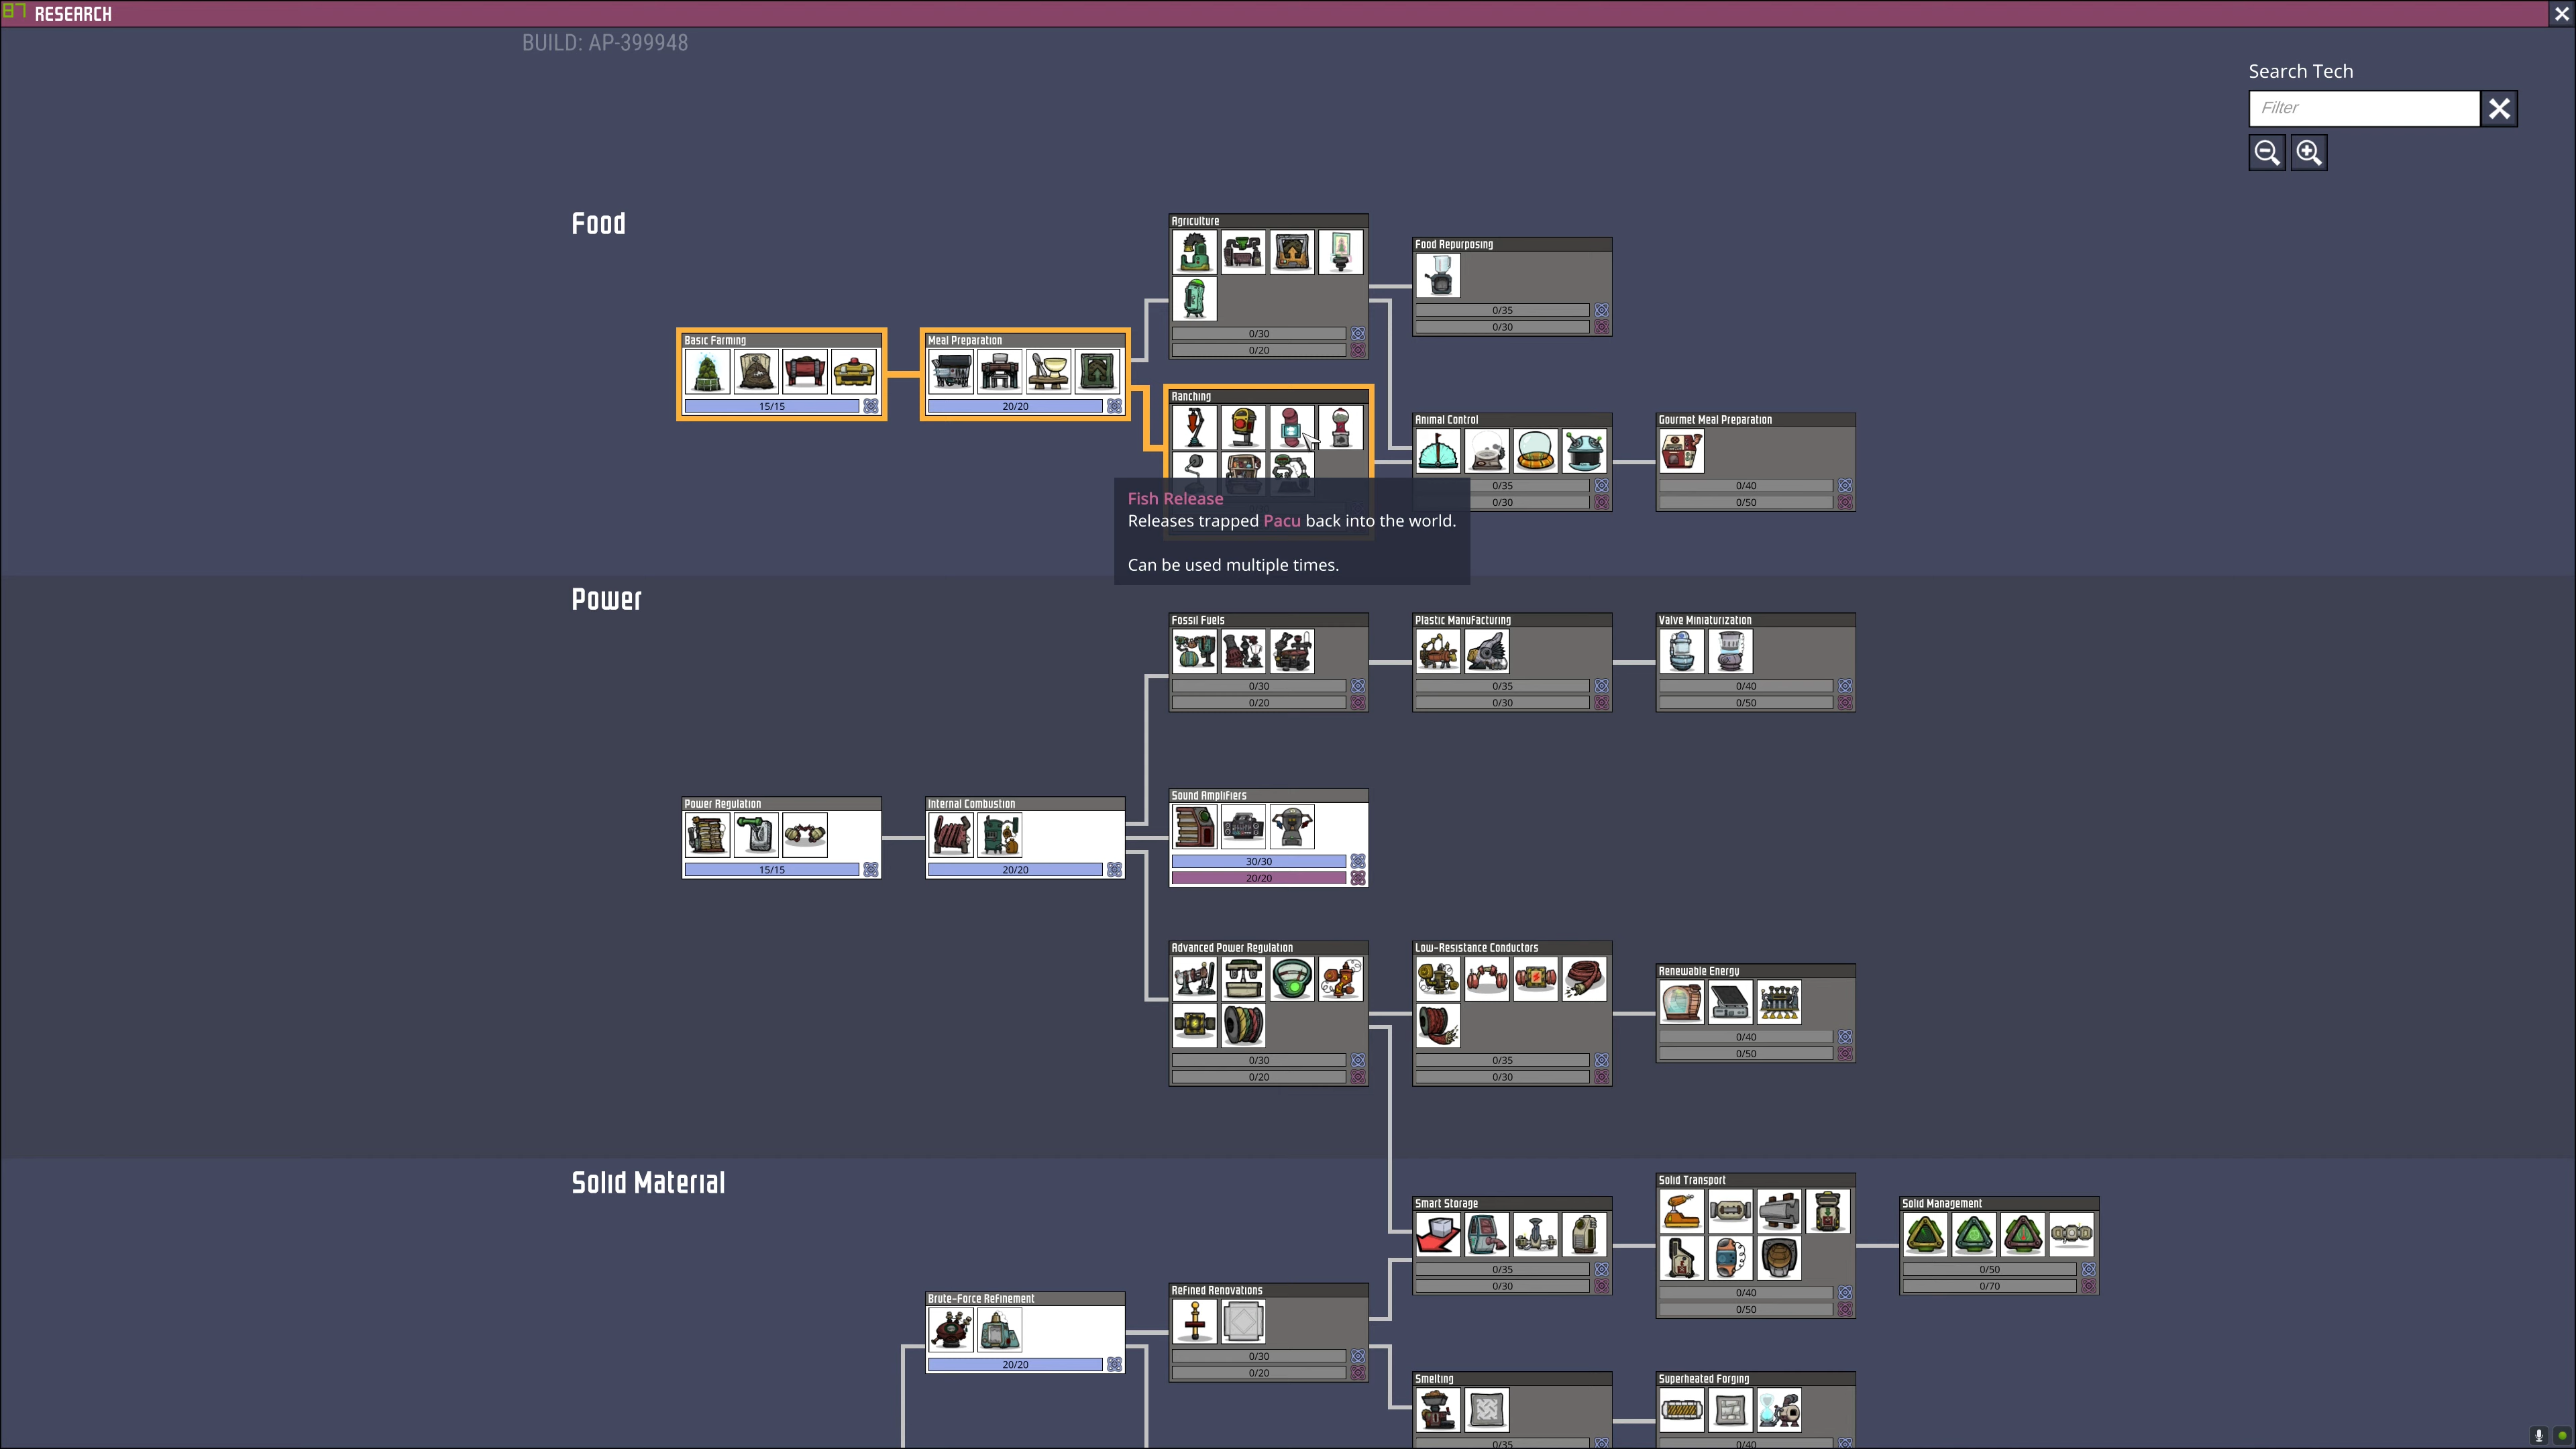 87 RESEARCH
BUILD: AP-399948
Search Tech
Filter
Food
Agriculture
0/30
0/20
Food Repurposing
0/35
0/30
Basic Farming
15/15
Meal Preparation
20/20
Ranching
Animal Control
0/35
0/30
Gourmet Meal Preparation
0/40
0/50
Fish Release
Releases trapped Pacu back into the world.
Can be used multiple times.
Power
Fossil Fuels
0/30
0/20
Plastic Manufacturing
0/35
0/30
Valve Miniaturization
0/40
0/50
Power Regulation
15/15
Internal Combustion
20/20
Sound Amplifiers
30/30
20/20
Advanced Power Regulation
0/30
0/20
Low-Resistance Conductors
0/35
0/30
Renewable Energy
0/40
0/50
Solid Material
Smart Storage
0/35
0/30
Solid Transport
0/40
0/50
Solid Management
0/50
0/70
Brute-Force Refinement
20/20
Refined Renovations
0/30
0/20
Smelting
0/35
Superheated Forging
0/40